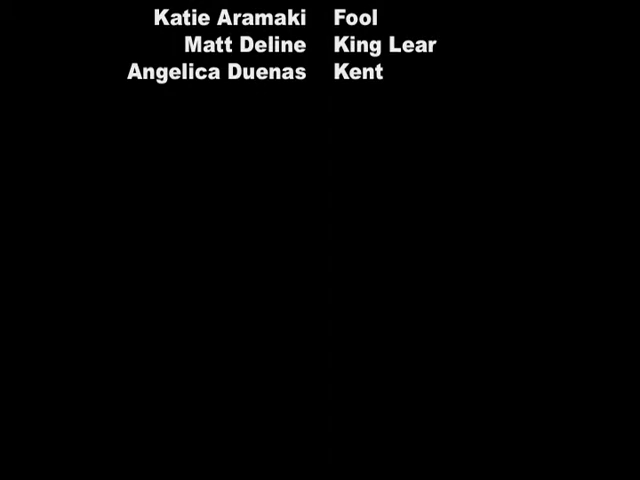 Katie Aramaki Fool
Matt Deline King Lear
Angelica Duenas Kent